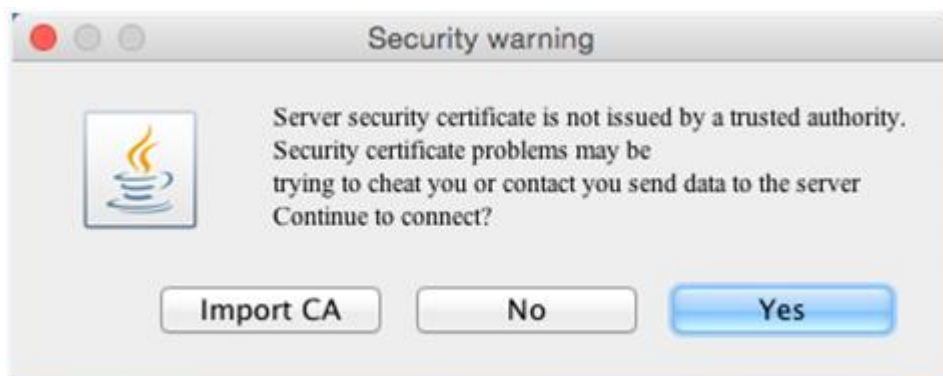 Security warning
Server security certificate is not issued by a trusted authority.
Security certificate problems may be
trying to cheat you or contact you send data to the server
Continue to connect?
Import CA
No
Yes